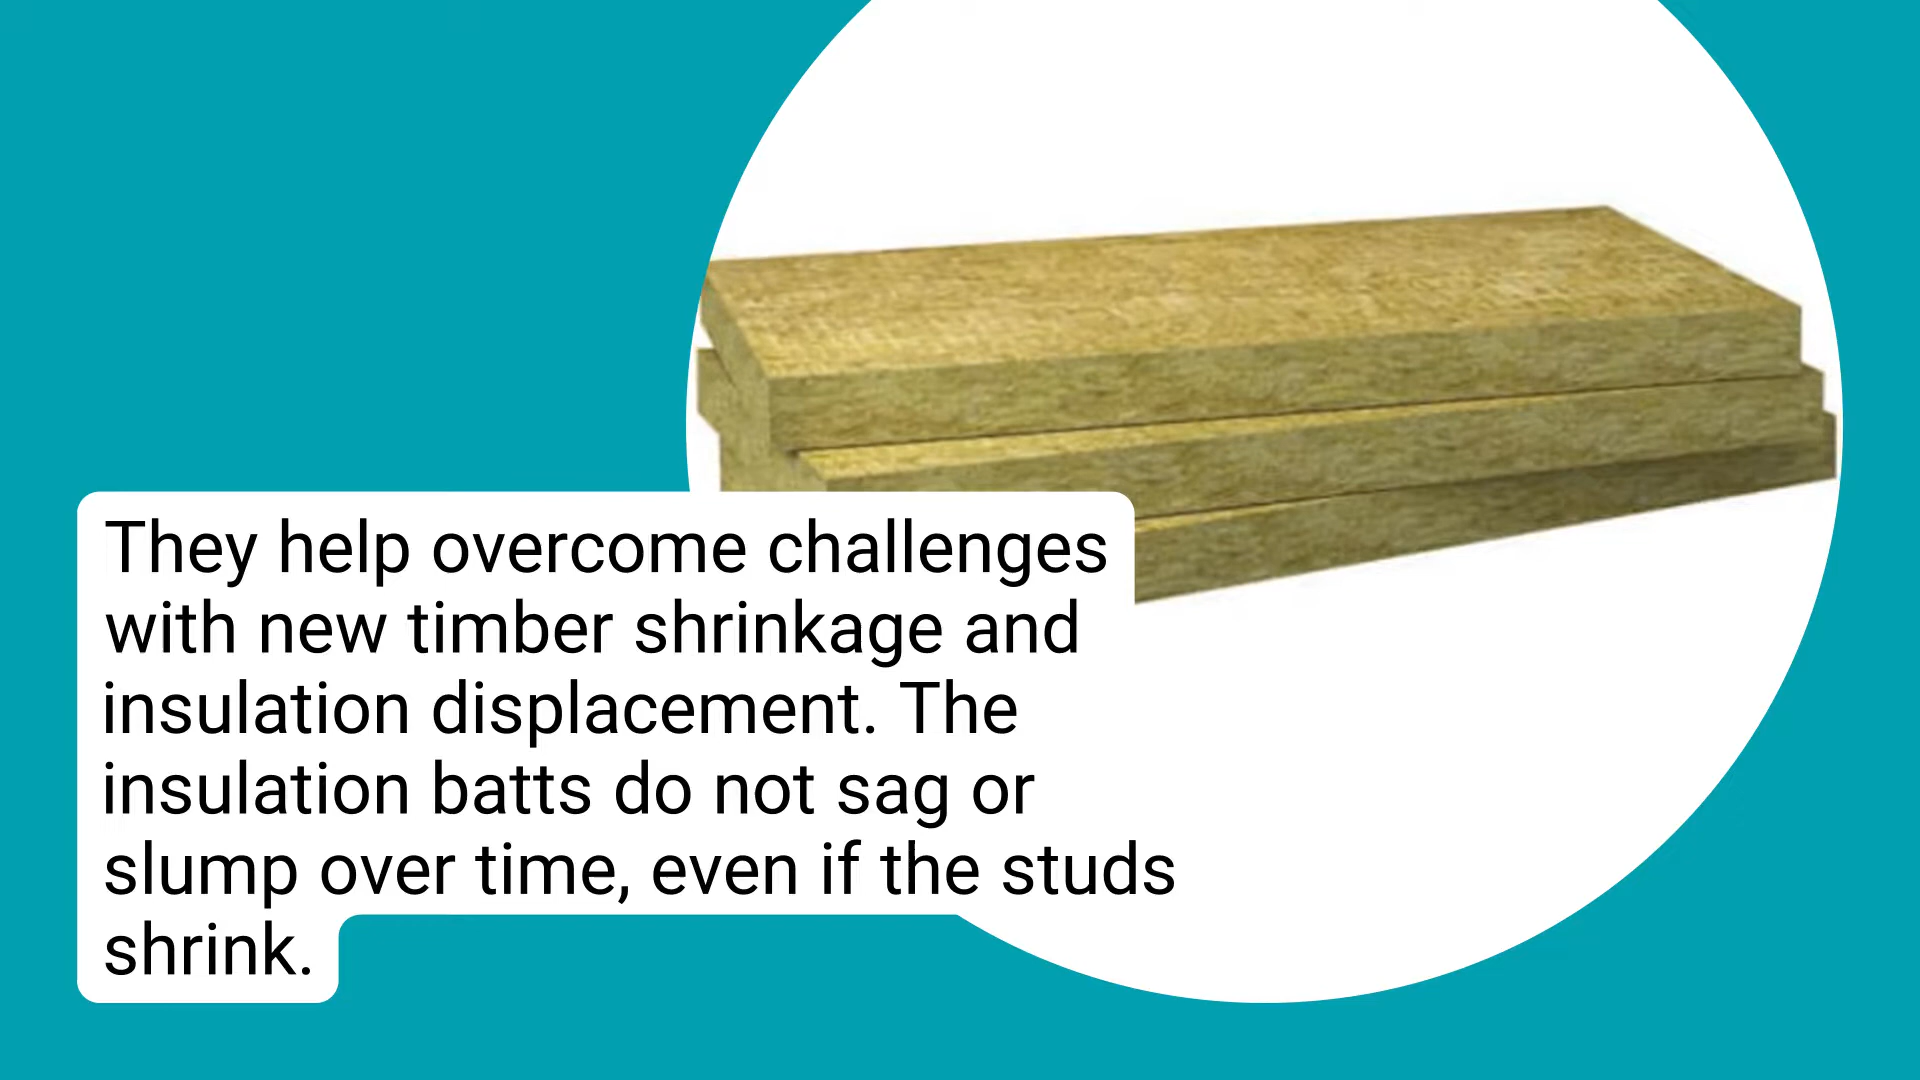 They help overcome challenges
with new timber shrinkage and
insulation displacement. The
insulation batts do not sag or
slump over time, even if the studs
shrink.